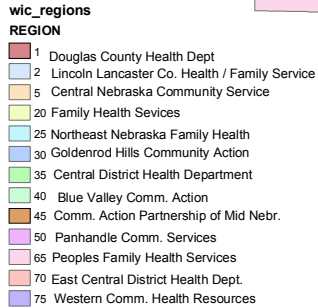 wic_regions
REGION
1 Douglas County Health Dept
2 Lincoln Lancaster Co. Health / Family Service
5 Central Nebraska Community Service
20 Family Health Sevices
25 Northeast Nebraska Family Health
30 Goldenrod Hills Community Action
35 Central District Health Department
40 Blue Valley Comm. Action
45 Comm. Action Partnership of Mid Nebr.
50 Panhandle Comm. Services
65 Peoples Family Health Services
70 East Central District Health Dept.
75 Western Comm. Health Resources